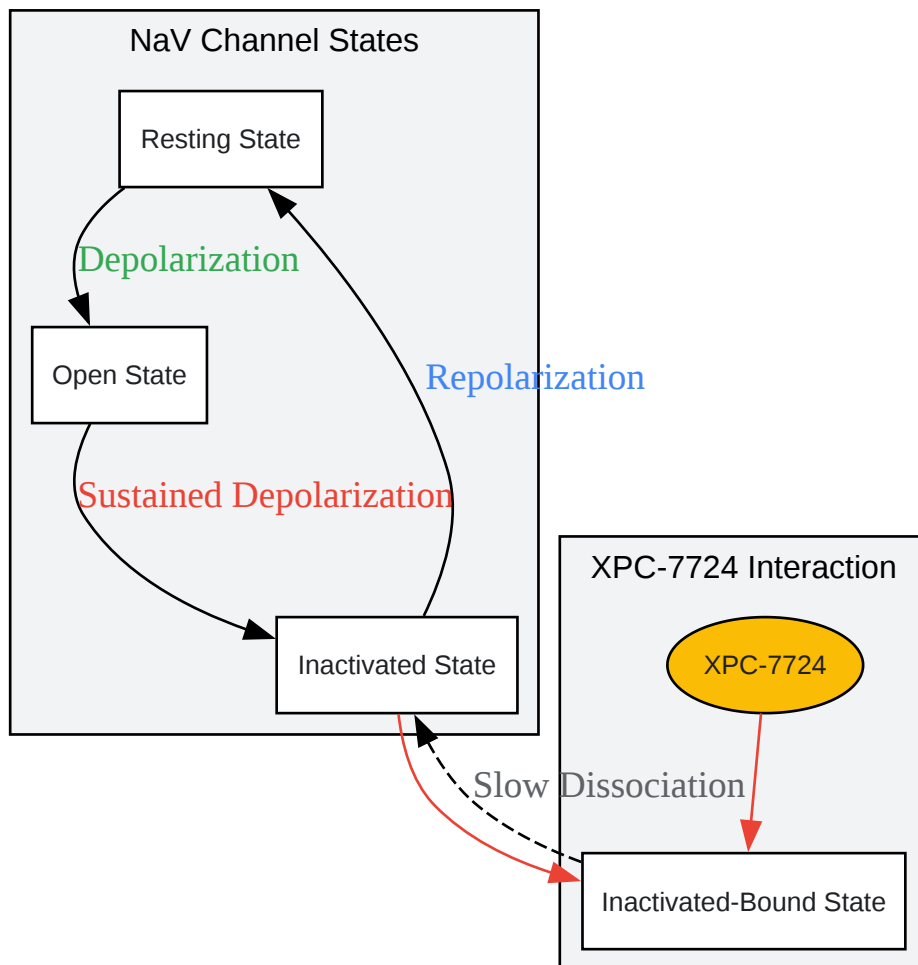 NaV Channel States
Resting State
Depolarization
Open State
Repolarization
Sustained Depolarization
XPC-7724 Interaction
Inactivated State
XPC-7724
Slow Dissociation
Inactivated-Bound State